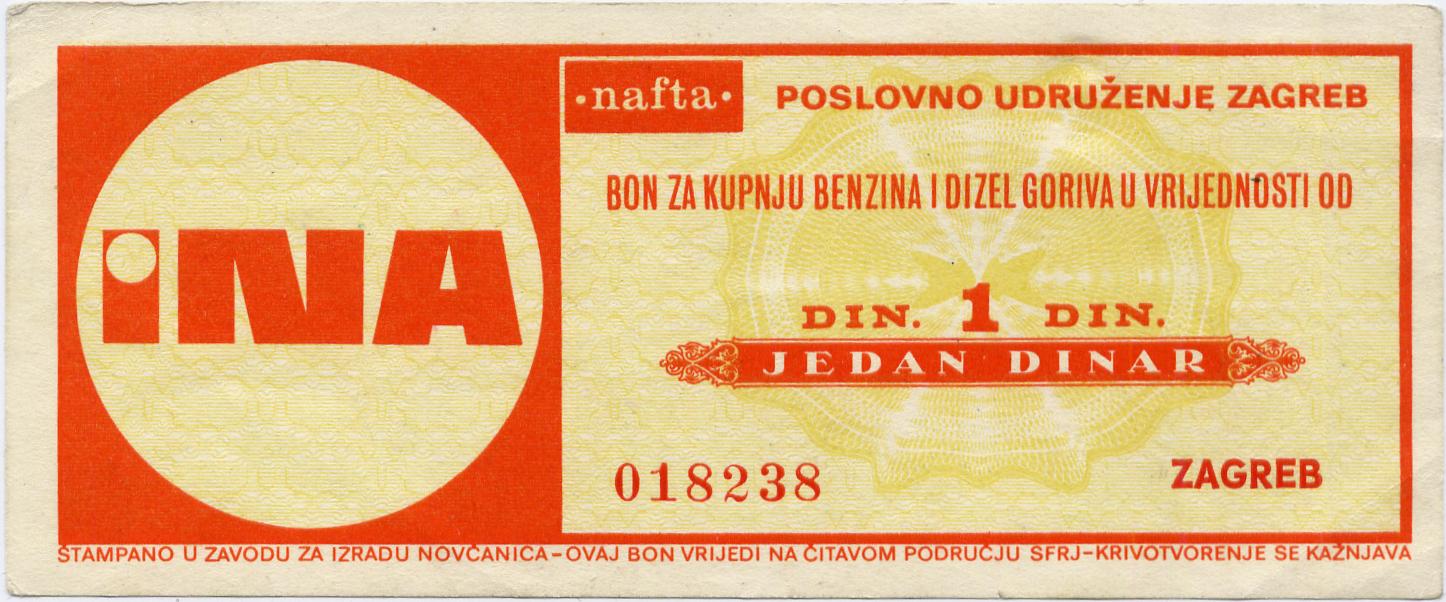 iNA
·nafta·
POSLOVNO UDRUŽENJE ZAGREB
BON ZA KUPNJU BENZINA I DIZEL GORIVA U VRIJEDNOSTI OD
DIN. 1 DIN.
JEDAN DINAR
018238
ZAGREB
ŠTAMPANO U ZAVODU ZA IZRADU NOVČANICA–OVAJ BON VRIJEDI NA ČITAVOM PODRUČJU SFRJ–KRIVOTVORENJE SE KAŽNJAVA